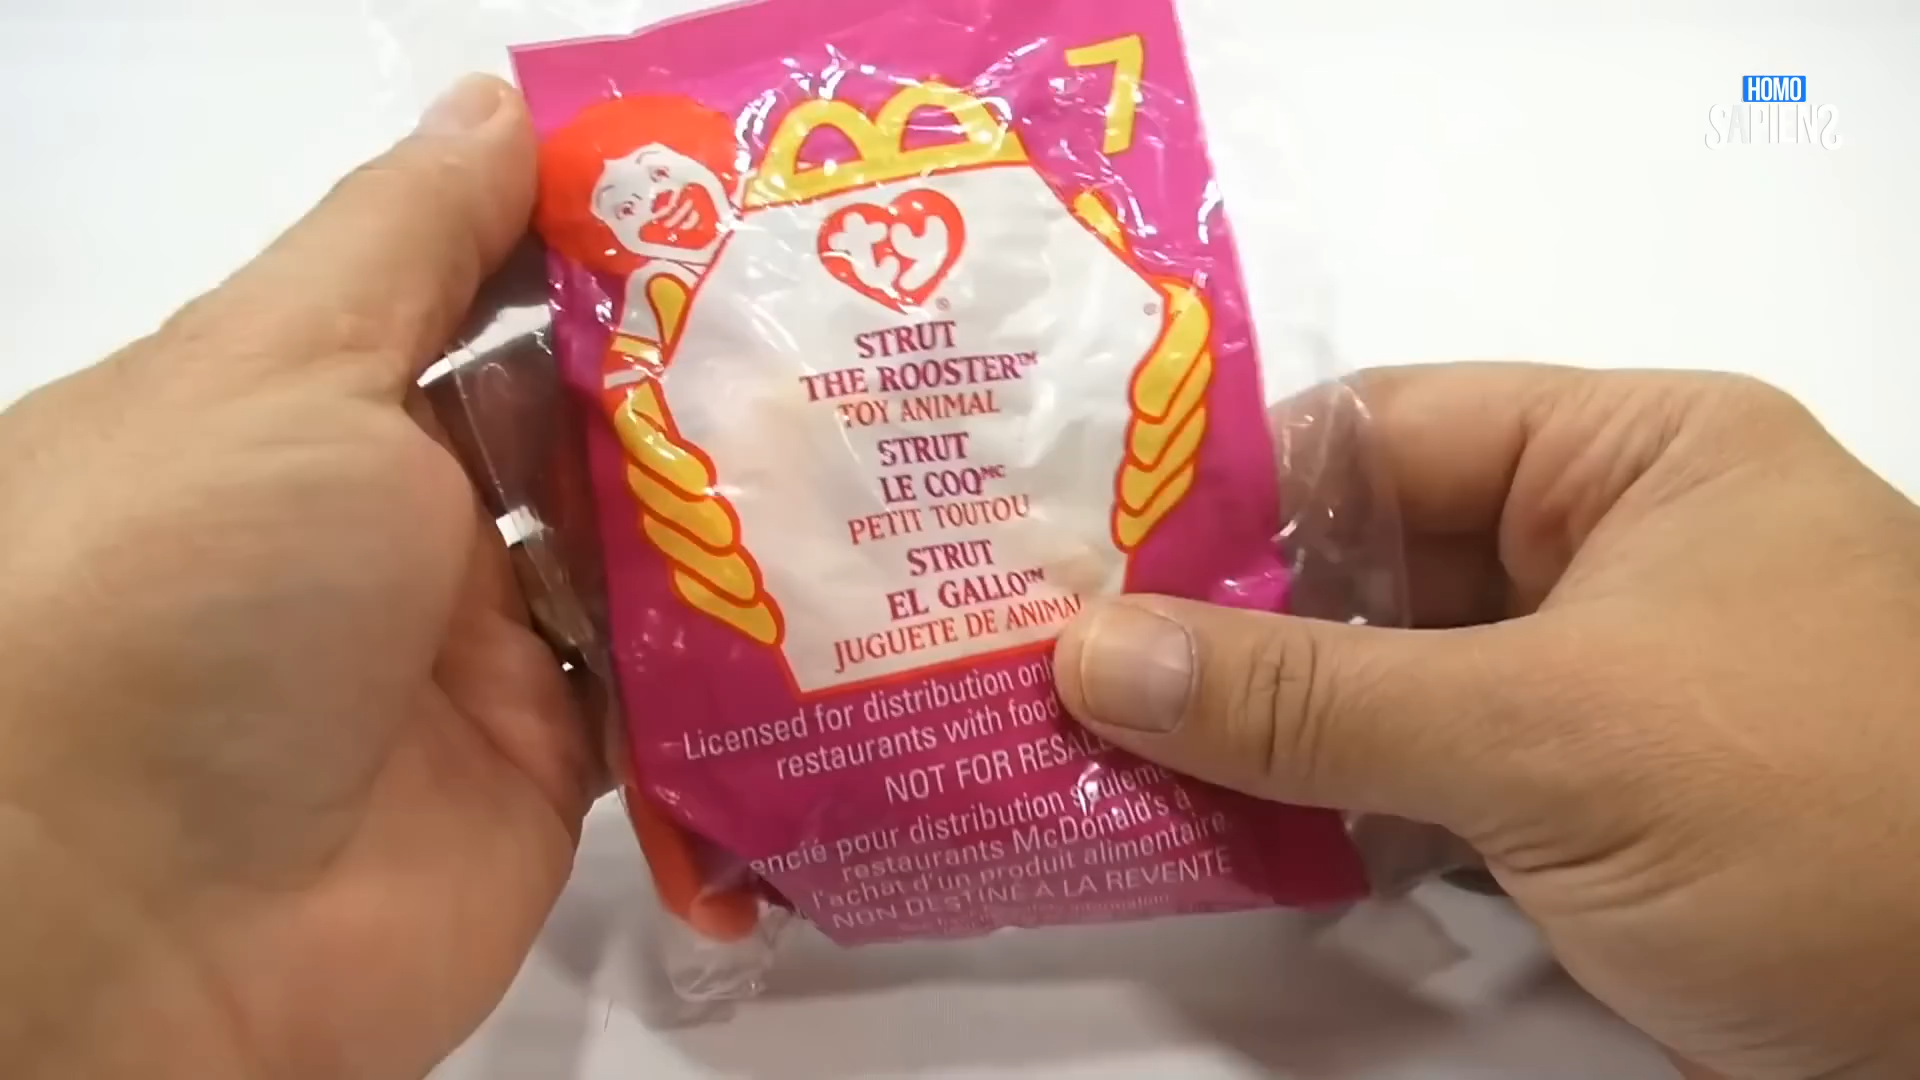 HOMO
SAPIENS
7
ty
STRUT
THE ROOSTER™
TOY ANIMAL
STRUT
LE COQᴹᶜ
PETIT TOUTOU
STRUT
EL GALLO™
JUGUETE DE ANIMAL
Licensed for distribution only
restaurants with food
NOT FOR RESALE
pour distribution seulement
restaurants McDonald's à
l'achat d'un produit alimentaire
NON DESTINÉ A LA REVENTE